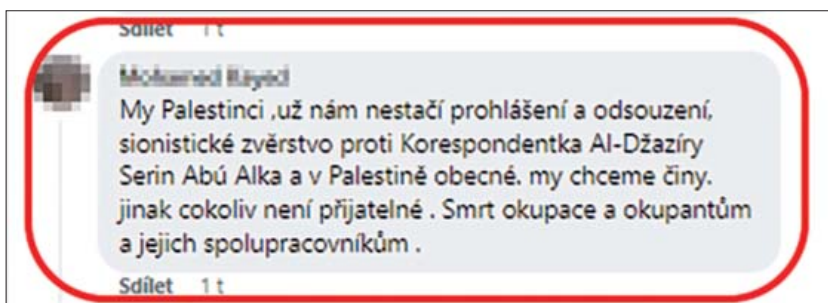 Sdílet 1 t
My Palestinci ,už nám nestačí prohlášení a odsouzení,
sionistické zvěrstvo proti Korespondentka Al-Džazíry
Serin Abú Alka a v Palestině obecné. my chceme činy.
jinak cokoliv není přijatelné . Smrt okupace a okupantům
a jejich spolupracovníkům .
Sdílet 1 t